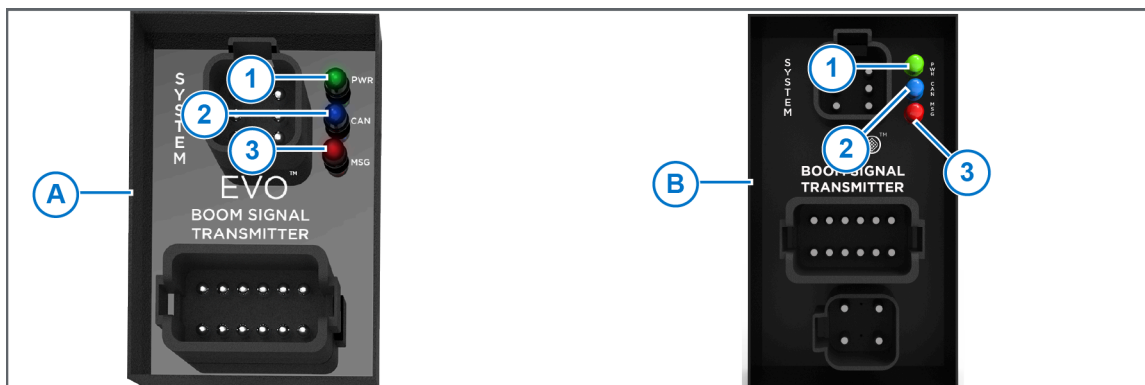 A
SYSTEM
1
PWR
2
CAN
3
MSG
EVO™
BOOM SIGNAL
TRANSMITTER
B
SYSTEM
1
PWR
2
CAN
MSG
3
™
BOOM SIGNAL
TRANSMITTER